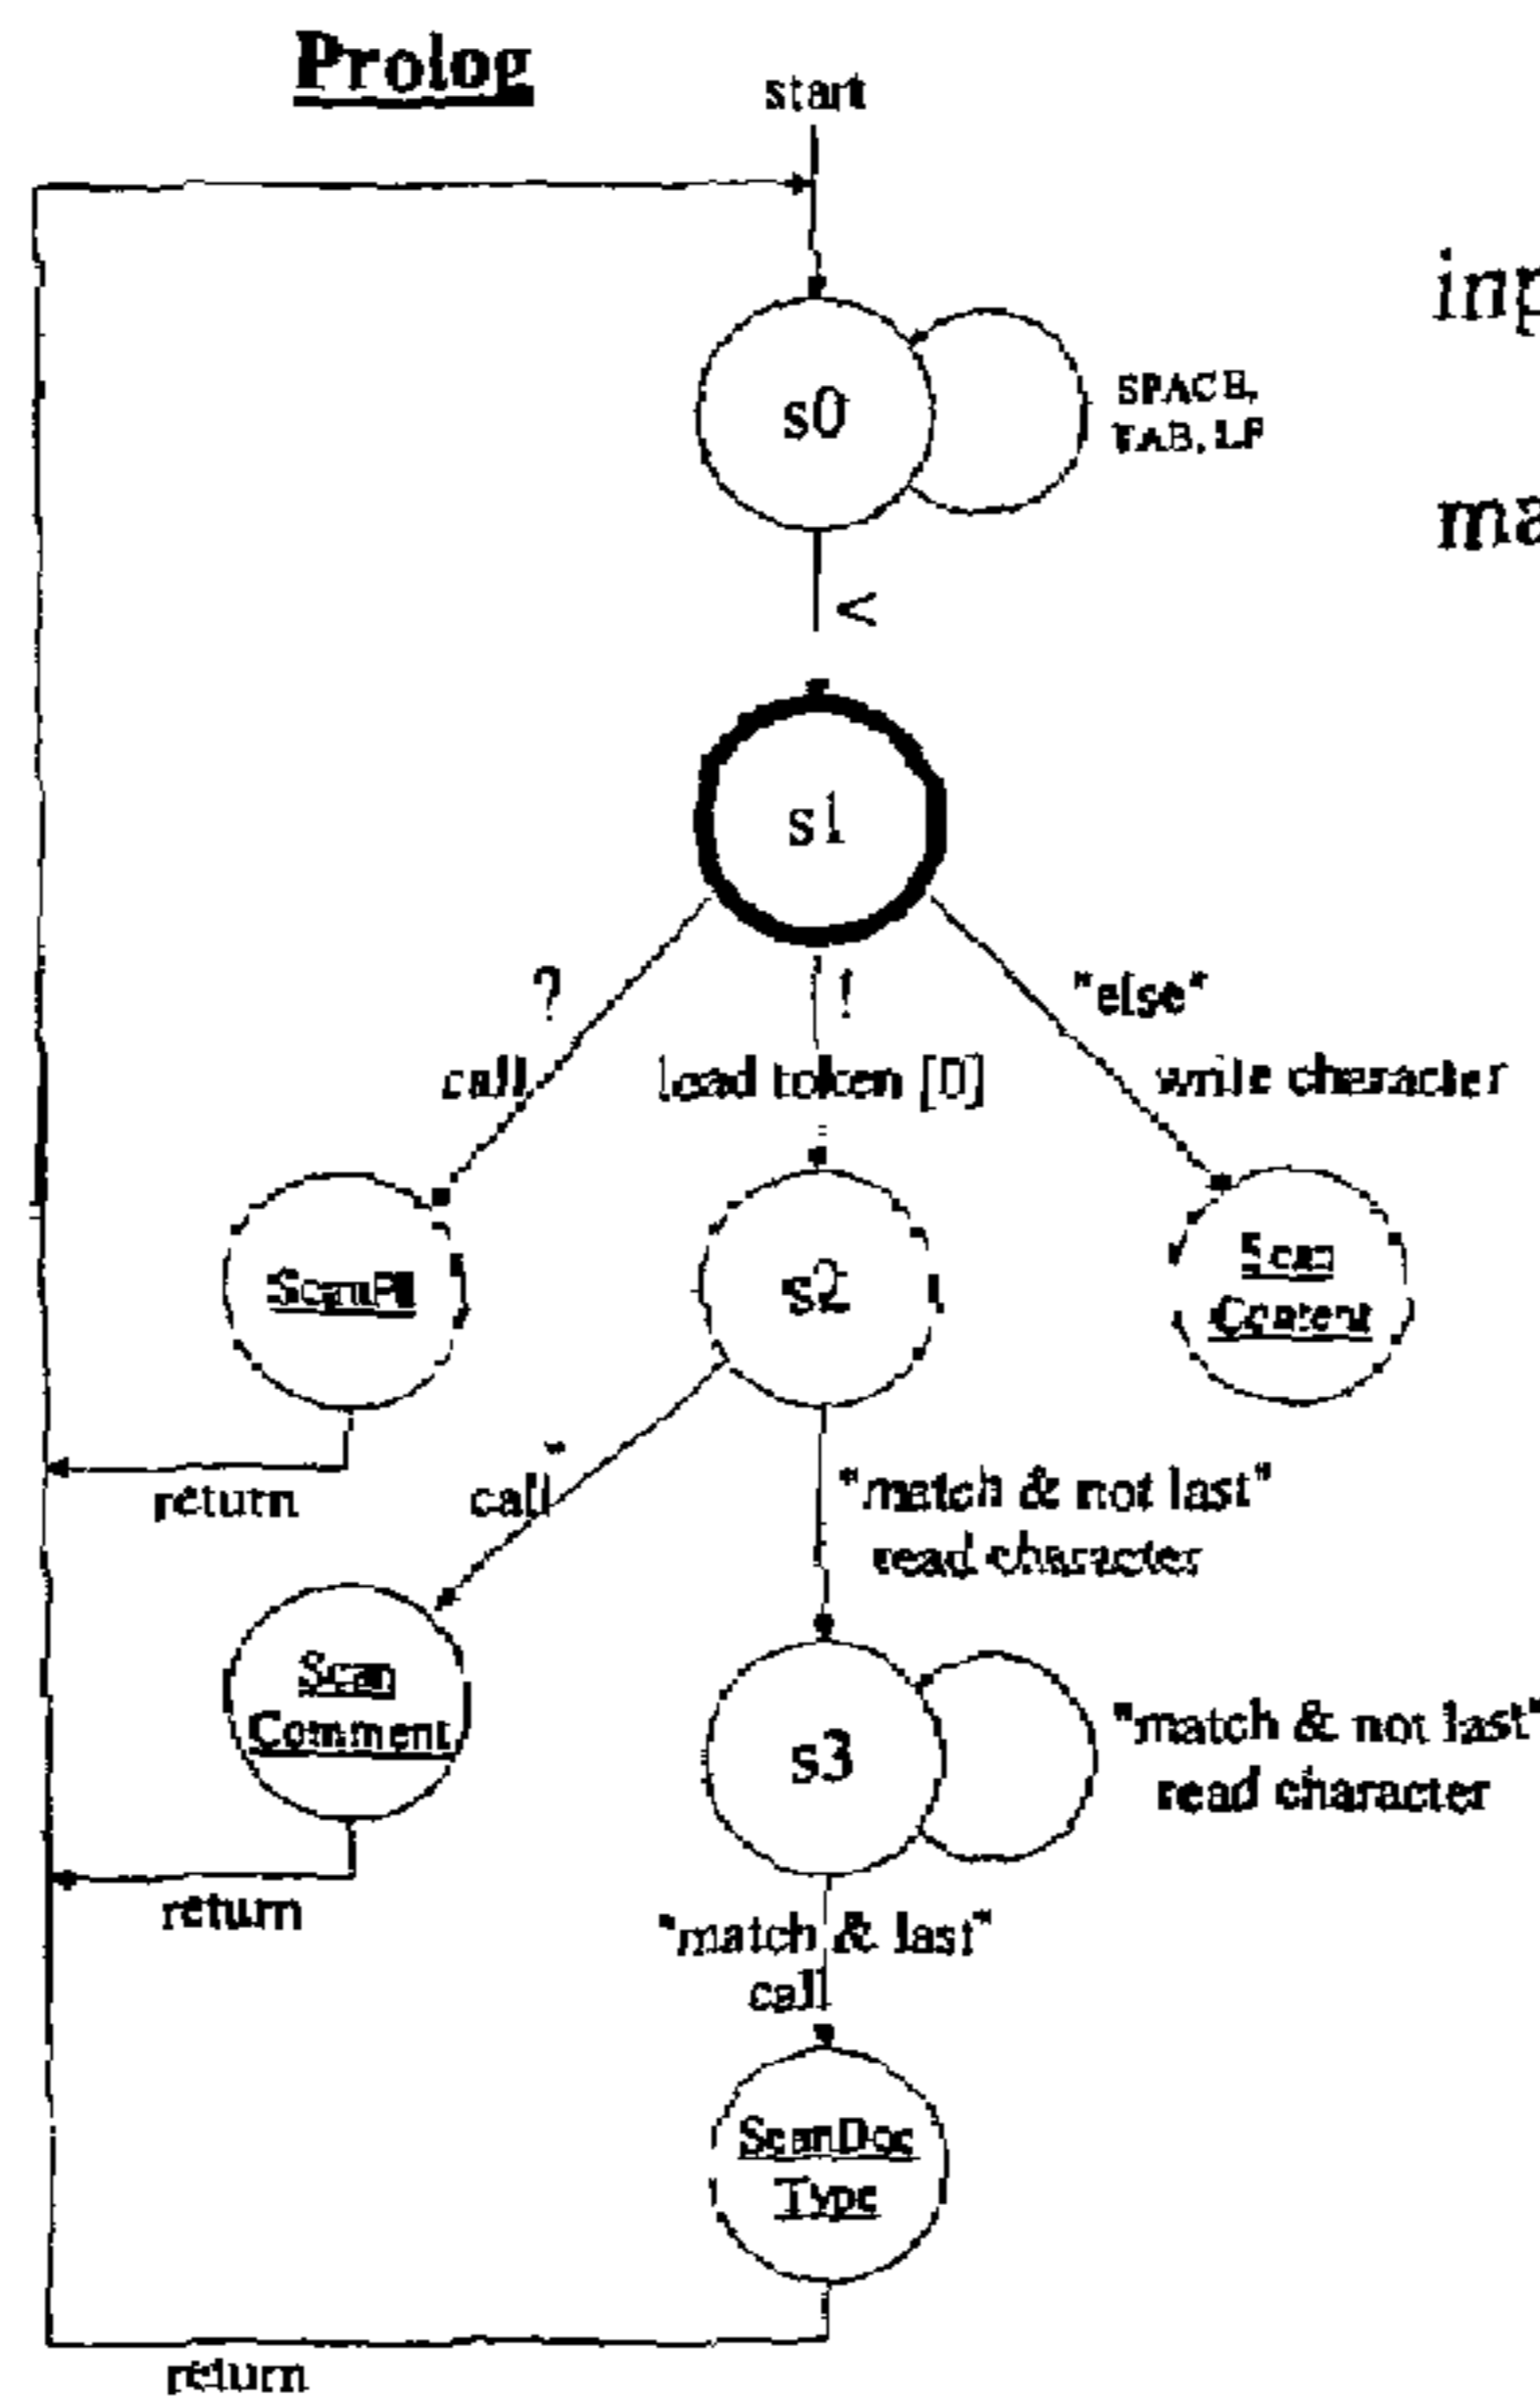 Prolog
start
SPACE,
TAB, LF
<
s1
s0
?
!
"else"
call
load token [0]
write character
ScanPI
s2
Scan
Content
return
call
-
"match & not last"
read character
Scan
Comment
s3
"match & not last"
read character
return
"match & last"
call
ScanDoc
Type
return